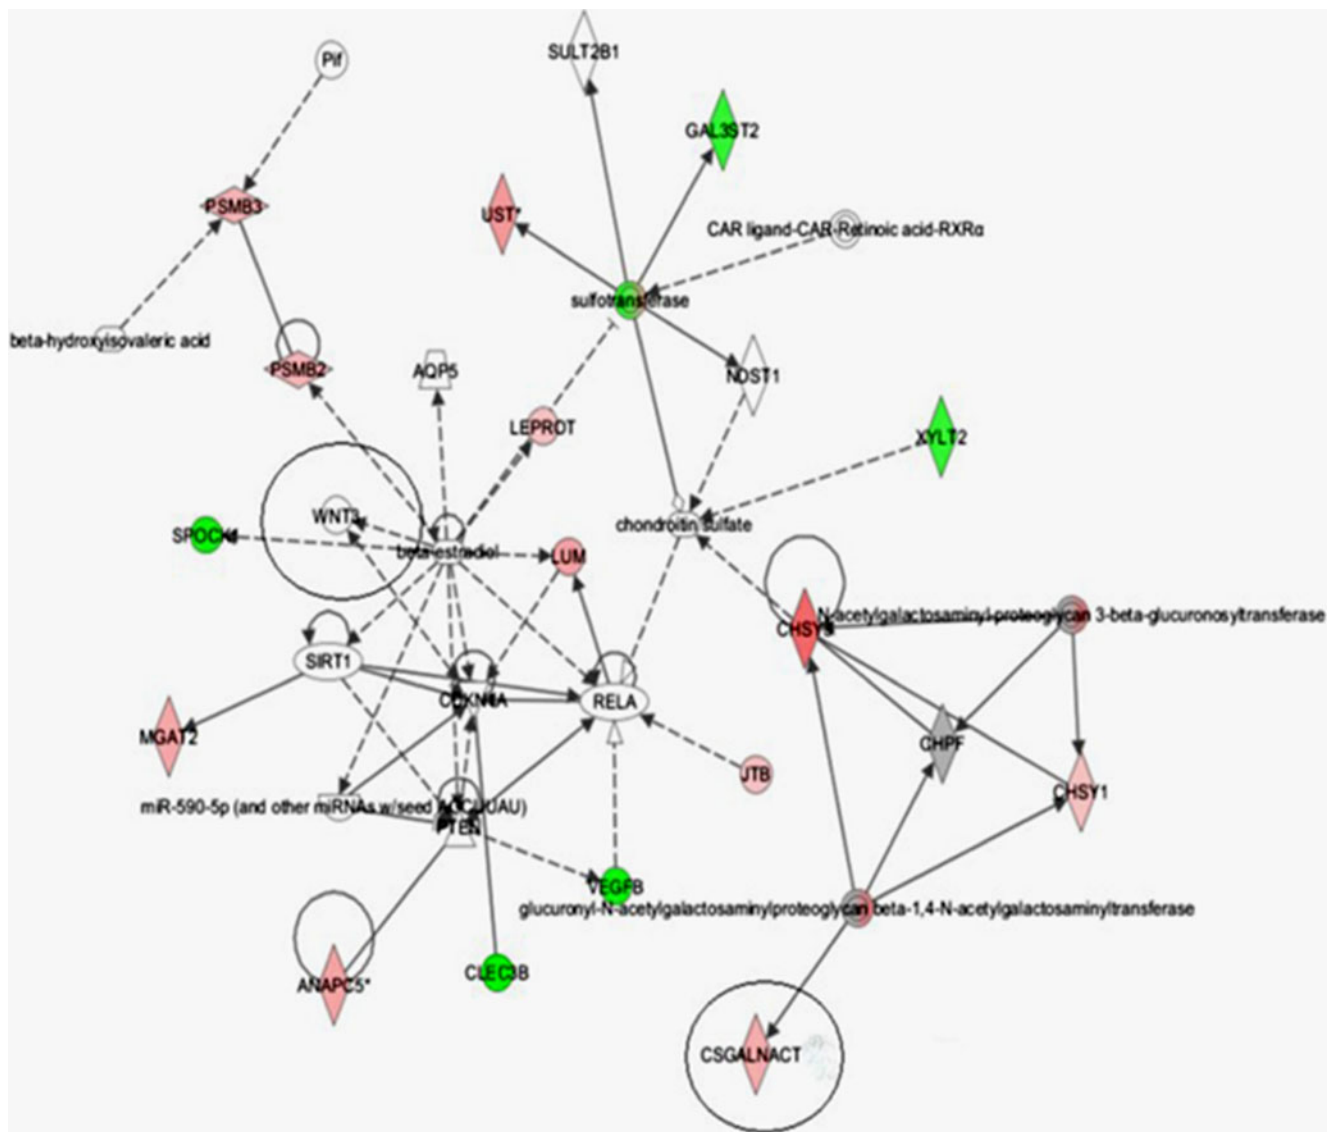 SULT2B1
Pif
GAL3ST2
PSMB3
UST*
CAR ligand-CAR-Retinoic acid-RXRα
sulfotransferase
beta-hydroxyisovaleric acid
PSMB2
AQP5
NDST1
LEPROT
XYLT2
WNT3
chondroitin sulfate
SPOCK1
beta-estradiol
LUM
N-acetylgalactosaminyl-proteoglycan 3-beta-glucuronosyltransferase
CHSY3
SIRT1
RELA
MGAT2
CHPF
JTB
CHSY1
miR-590-5p (and other miRNAs w/seed
PTEN
VEGFB
glucuronyl-N-acetylgalactosaminylproteoglycan beta-1,4-N-acetylgalactosaminyltransferase
CLEC3B
ANAPC5*
CSGALNACT